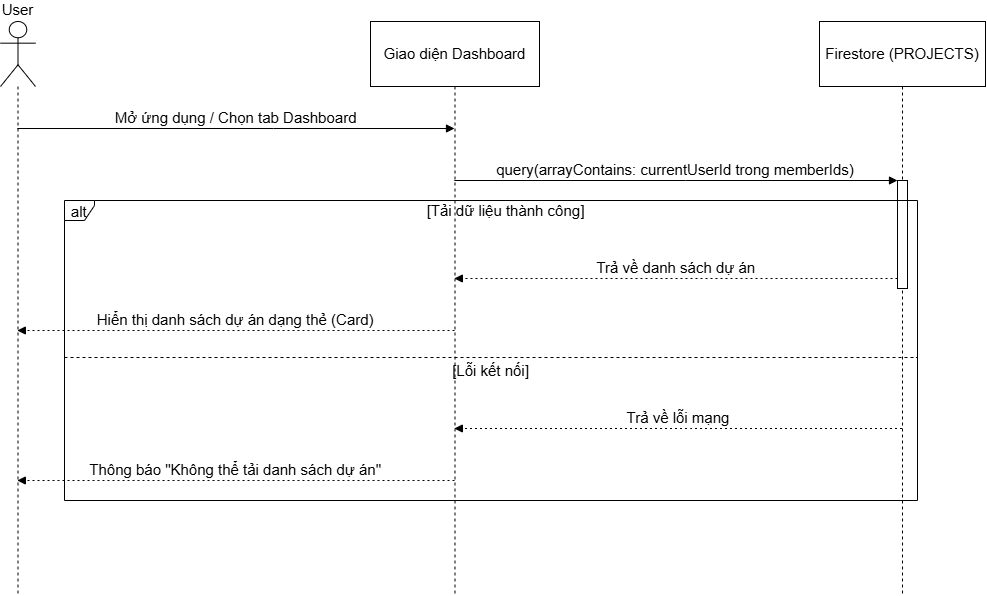 User
Giao diện Dashboard
Firestore (PROJECTS)
Mở ứng dụng / Chọn tab Dashboard
query(arrayContains: currentUserId trong memberIds)
alt
[Tải dữ liệu thành công]
Trả về danh sách dự án
Hiển thị danh sách dự án dạng thẻ (Card)
[Lỗi kết nối]
Trả về lỗi mạng
Thông báo "Không thể tải danh sách dự án"